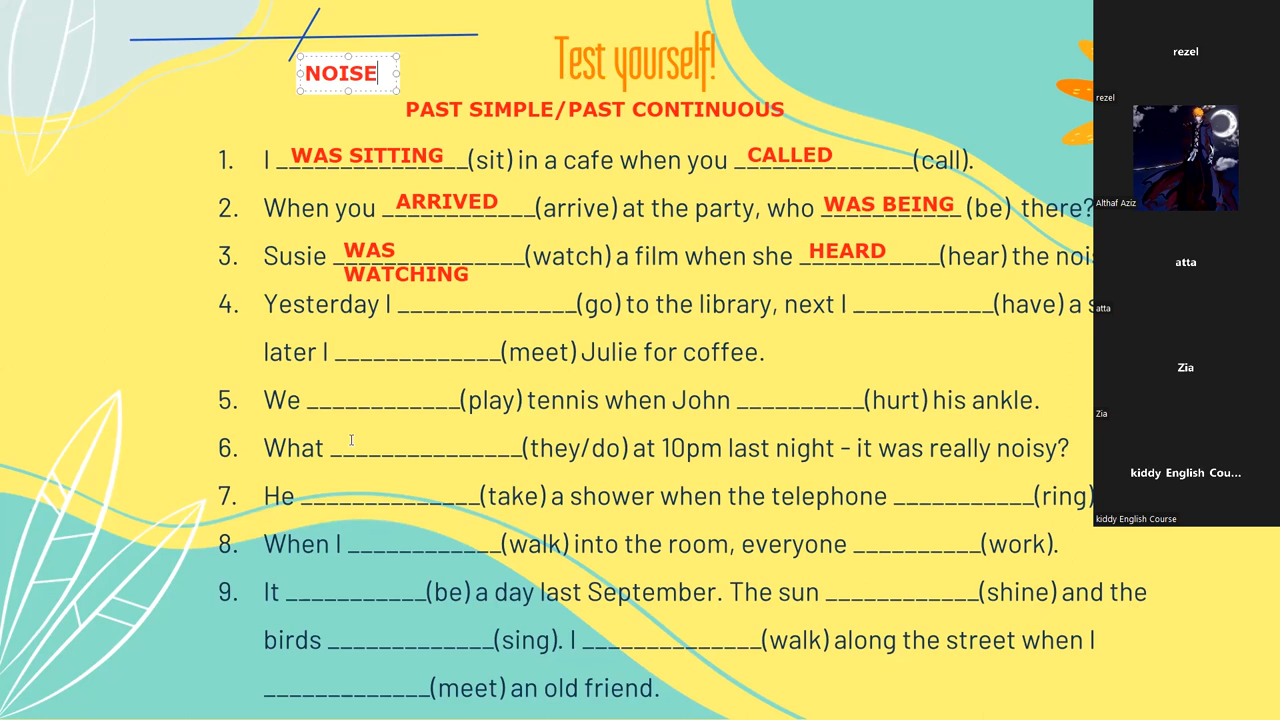 Test yourself!
NOISE
PAST SIMPLE/PAST CONTINUOUS
1. I WAS SITTING (sit) in a cafe when you CALLED (call).
2. When you ARRIVED (arrive) at the party, who WAS BEING (be) there?
3. Susie WAS WATCHING (watch) a film when she HEARD (hear) the noi
4. Yesterday I ______________(go) to the library, next I ___________(have) a s
later I _____________(meet) Julie for coffee.
5. We ____________(play) tennis when John __________(hurt) his ankle.
6. What _______________(they/do) at 10pm last night - it was really noisy?
7. He ______________(take) a shower when the telephone ___________(ring)
8. When I ____________(walk) into the room, everyone __________(work).
9. It ___________(be) a day last September. The sun ____________(shine) and the
birds _____________(sing). I ______________(walk) along the street when I
_____________(meet) an old friend.
rezel
rezel
Althaf Aziz
atta
atta
Zia
Zia
kiddy English Cou...
kiddy English Course